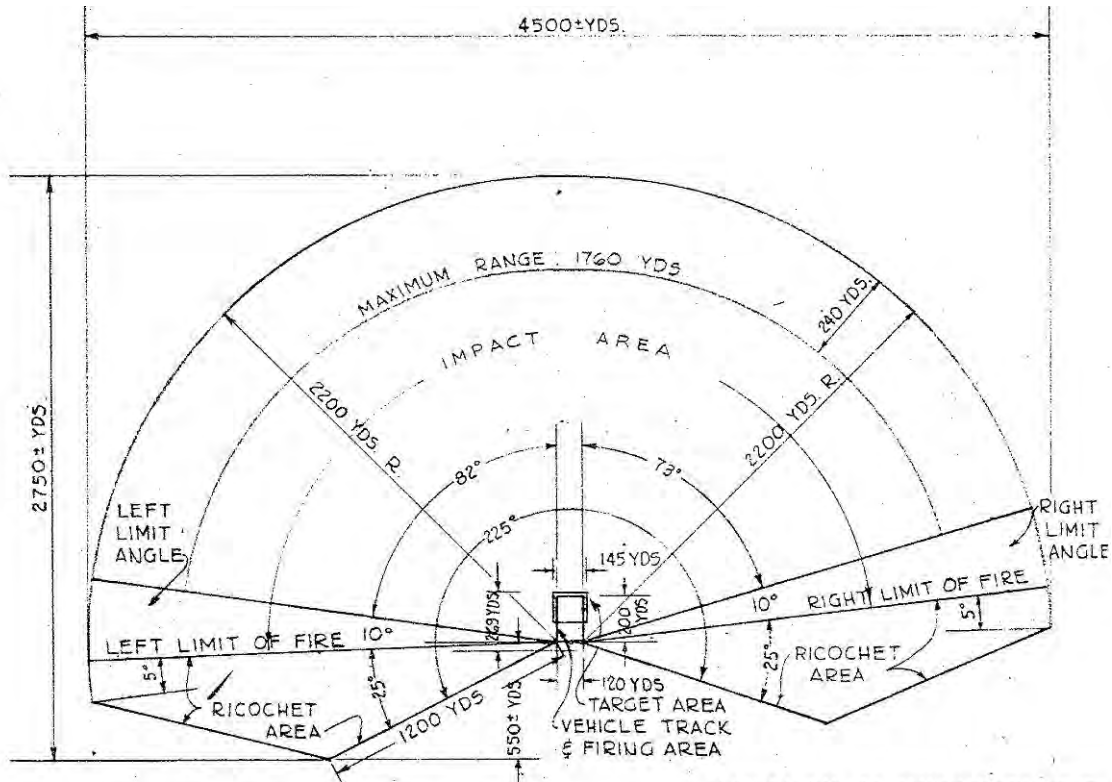 4500±YDS.
MAXIMUM RANGE: 1760 YDS
240 YDS.
IMPACT AREA
2200 YDS. R.
2200 YDS. R.
2750± YDS.
82°
73°
225°
LEFT
LIMIT
ANGLE
RIGHT
LIMIT
ANGLE
145 YDS
200
YDS
10°
RIGHT LIMIT OF FIRE
5°
LEFT LIMIT OF FIRE 10°
5°
25°
25°
RICOCHET
AREA
RICOCHET
AREA
1200 YDS
550± YDS
120 YDS
TARGET AREA
VEHICLE TRACK
& FIRING AREA